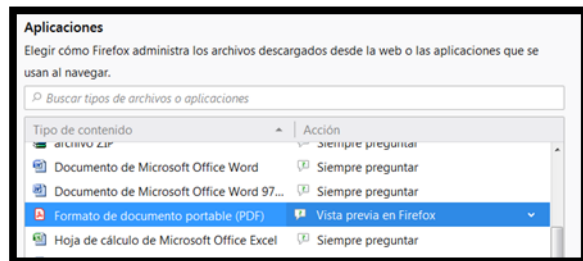 Aplicaciones
Elegir cómo Firefox administra los archivos descargados desde la web o las aplicaciones que se
usan al navegar.
Buscar tipos de archivos o aplicaciones
Tipo de contenido Acción
archivo ZIP Siempre preguntar
Documento de Microsoft Office Word Siempre preguntar
Documento de Microsoft Office Word 97... Siempre preguntar
Formato de documento portable (PDF) Vista previa en Firefox
Hoja de cálculo de Microsoft Office Excel Siempre preguntar